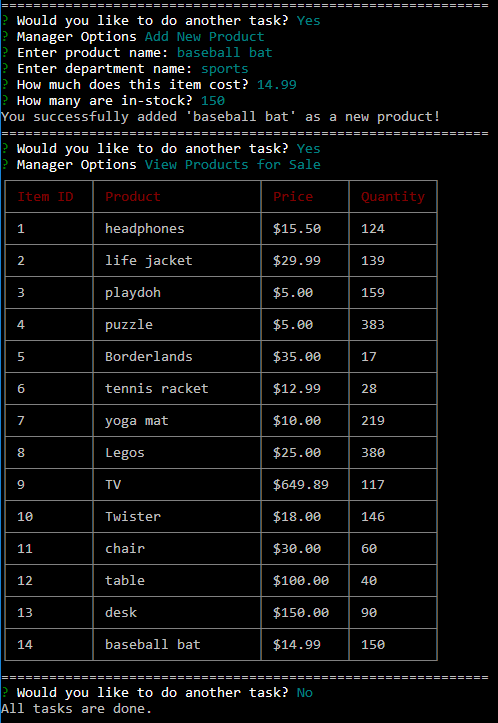 =============================================================
? Would you like to do another task? Yes
? Manager Options Add New Product
? Enter product name: baseball bat
? Enter department name: sports
? How much does this item cost? 14.99
? How many are in-stock? 150
You successfully added 'baseball bat' as a new product!
=============================================================
? Would you like to do another task? Yes
? Manager Options View Products for Sale
Item ID Product Price Quantity
1 headphones $15.50 124
2 life jacket $29.99 139
3 playdoh $5.00 159
4 puzzle $5.00 383
5 Borderlands $35.00 17
6 tennis racket $12.99 28
7 yoga mat $10.00 219
8 Legos $25.00 380
9 TV $649.89 117
10 Twister $18.00 146
11 chair $30.00 60
12 table $100.00 40
13 desk $150.00 90
14 baseball bat $14.99 150
=============================================================
? Would you like to do another task? No
All tasks are done.